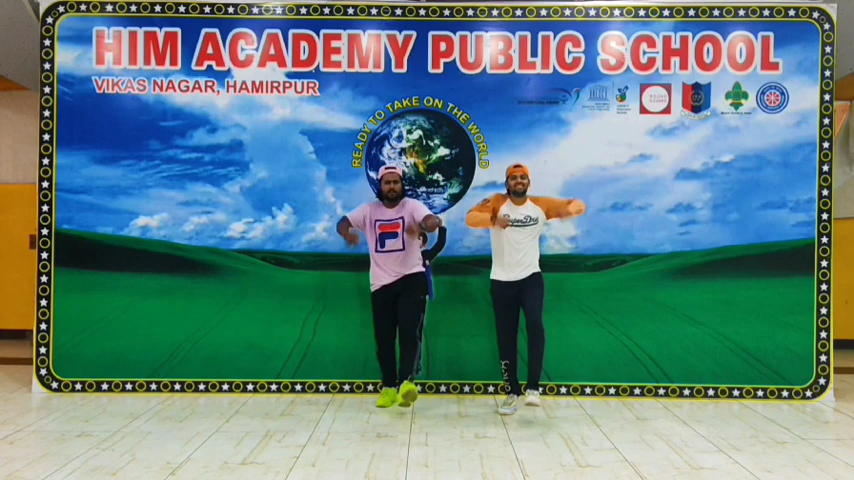 HIM ACADEMY PUBLIC SCHOOL
VIKAS NAGAR, HAMIRPUR
READY TO TAKE ON THE WORLD
FILA